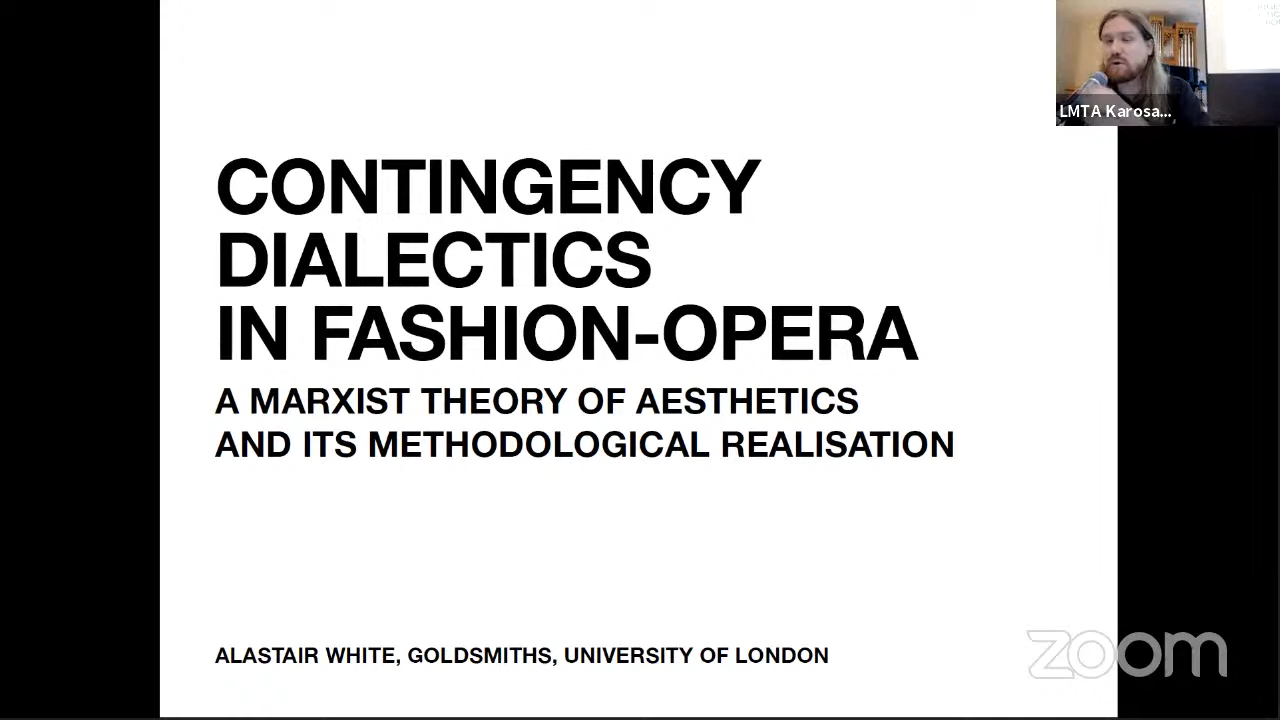 LMTA Karosa...
CONTINGENCY
DIALECTICS
IN FASHION-OPERA
A MARXIST THEORY OF AESTHETICS
AND ITS METHODOLOGICAL REALISATION
ALASTAIR WHITE, GOLDSMITHS, UNIVERSITY OF LONDON
zoom